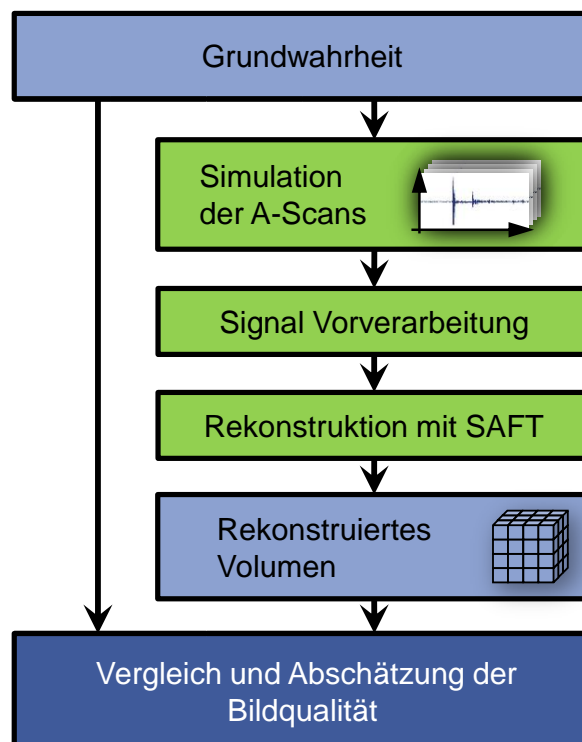 Grundwahrheit
Simulation
der A-Scans
Signal Vorverarbeitung
Rekonstruktion mit SAFT
Rekonstruiertes
Volumen
Vergleich und Abschätzung der
Bildqualität